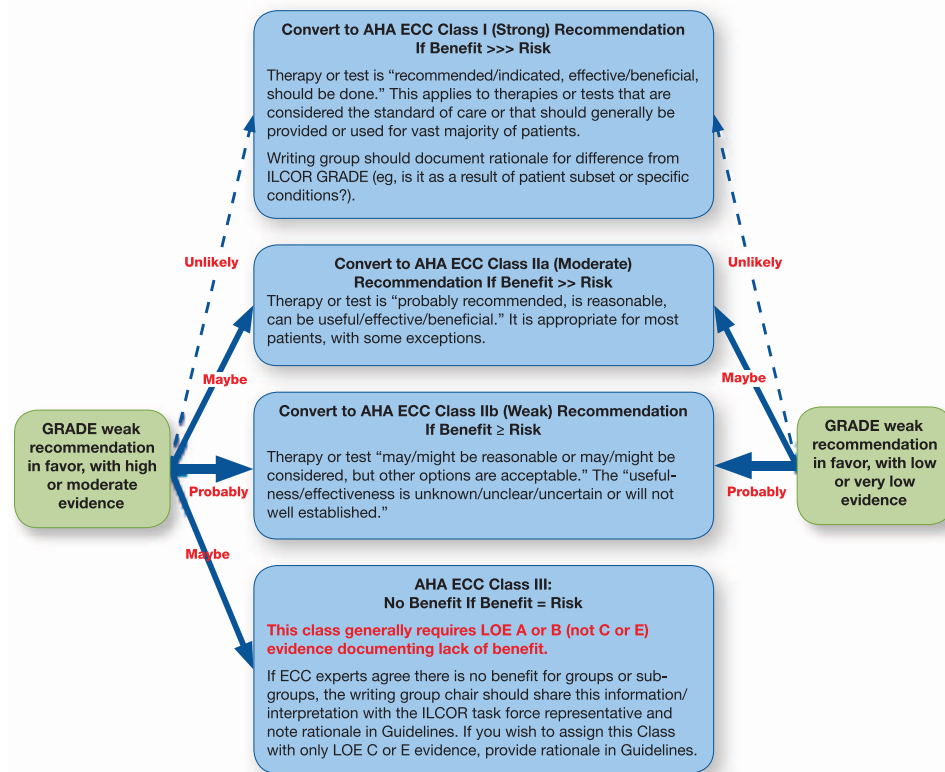 Convert to AHA ECC Class I (Strong) Recommendation
If Benefit >>> Risk
Therapy or test is “recommended/indicated, effective/beneficial,
should be done.” This applies to therapies or tests that are
considered the standard of care or that should generally be
provided or used for vast majority of patients.
Writing group should document rationale for difference from
ILCOR GRADE (eg, is it as a result of patient subset or specific
conditions?).
Unlikely
Unlikely
Convert to AHA ECC Class IIa (Moderate)
Recommendation If Benefit >> Risk
Therapy or test is “probably recommended, is reasonable,
can be useful/effective/beneficial.” It is appropriate for most
patients, with some exceptions.
Maybe
Maybe
GRADE weak
recommendation
in favor, with high
or moderate
evidence
Convert to AHA ECC Class IIb (Weak) Recommendation
If Benefit ≥ Risk
Therapy or test “may/might be reasonable or may/might be
considered, but other options are acceptable.” The “useful-
ness/effectiveness is unknown/unclear/uncertain or will not
well established.”
GRADE weak
recommendation
in favor, with low
or very low
evidence
Probably
Probably
Maybe
AHA ECC Class III:
No Benefit If Benefit = Risk
This class generally requires LOE A or B (not C or E)
evidence documenting lack of benefit.
If ECC experts agree there is no benefit for groups or sub-
groups, the writing group chair should share this information/
interpretation with the ILCOR task force representative and
note rationale in Guidelines. If you wish to assign this Class
with only LOE C or E evidence, provide rationale in Guidelines.